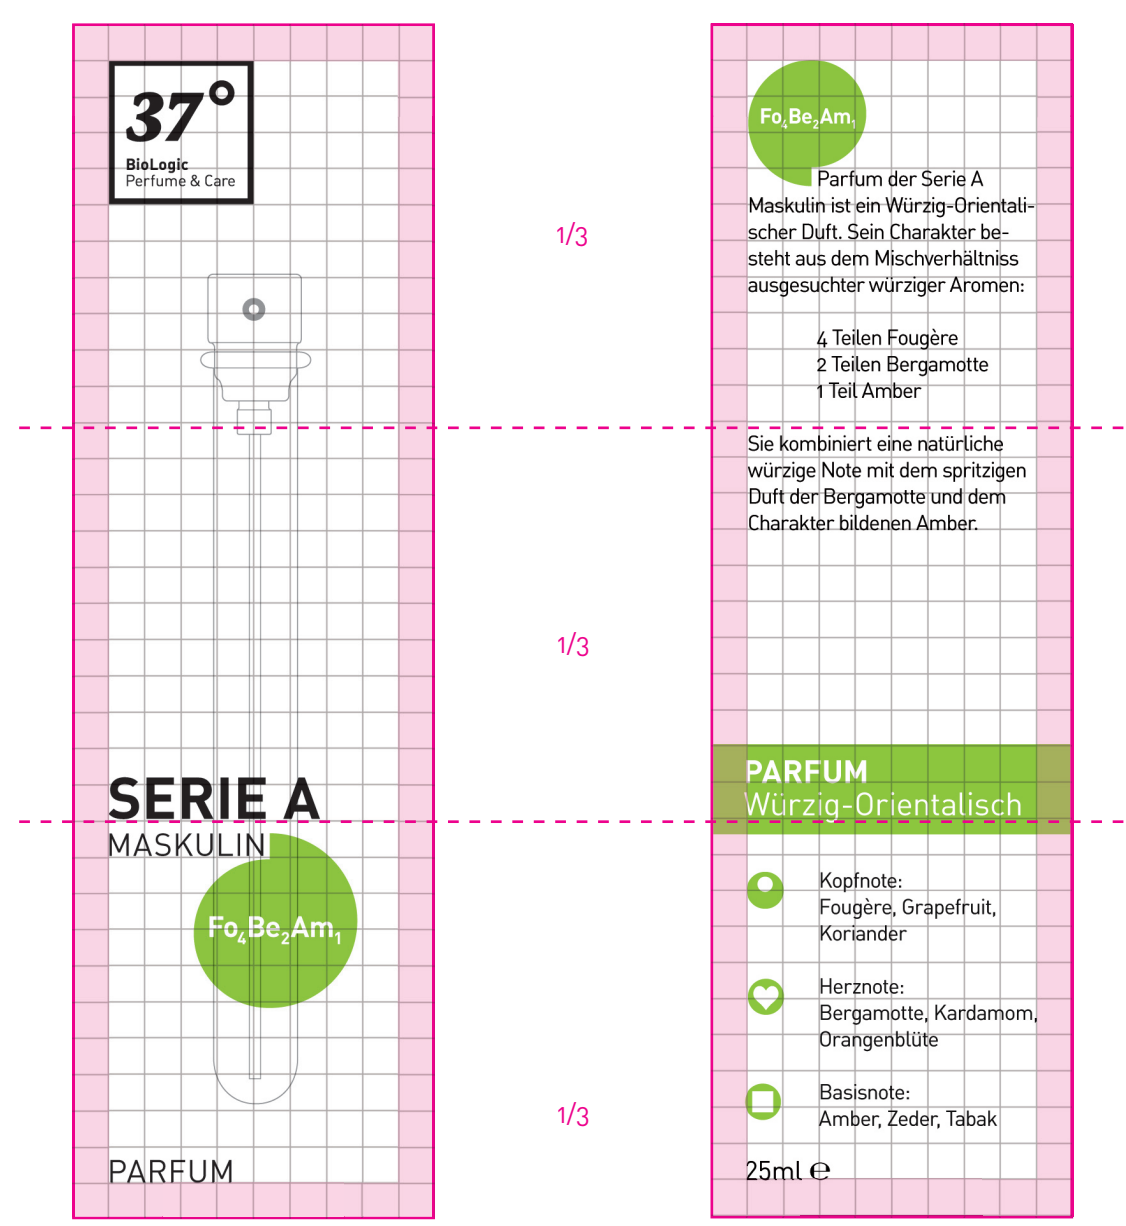 37°
BioLogic
Perfume & Care
SERIE A
MASKULIN
Fo₄Be₂Am₁
PARFUM
1/3
1/3
1/3
Fo₄Be₂Am₁
Parfum der Serie A
Maskulin ist ein Würzig-Orientali-
scher Duft. Sein Charakter be-
steht aus dem Mischverhältniss
ausgesuchter würziger Aromen:
4 Teilen Fougère
2 Teilen Bergamotte
1 Teil Amber
Sie kombiniert eine natürliche
würzige Note mit dem spritzigen
Duft der Bergamotte und dem
Charakter bildenen Amber.
PARFUM
Würzig-Orientalisch
Kopfnote:
Fougère, Grapefruit,
Koriander
Herznote:
Bergamotte, Kardamom,
Orangenblüte
Basisnote:
Amber, Zeder, Tabak
25ml ℮